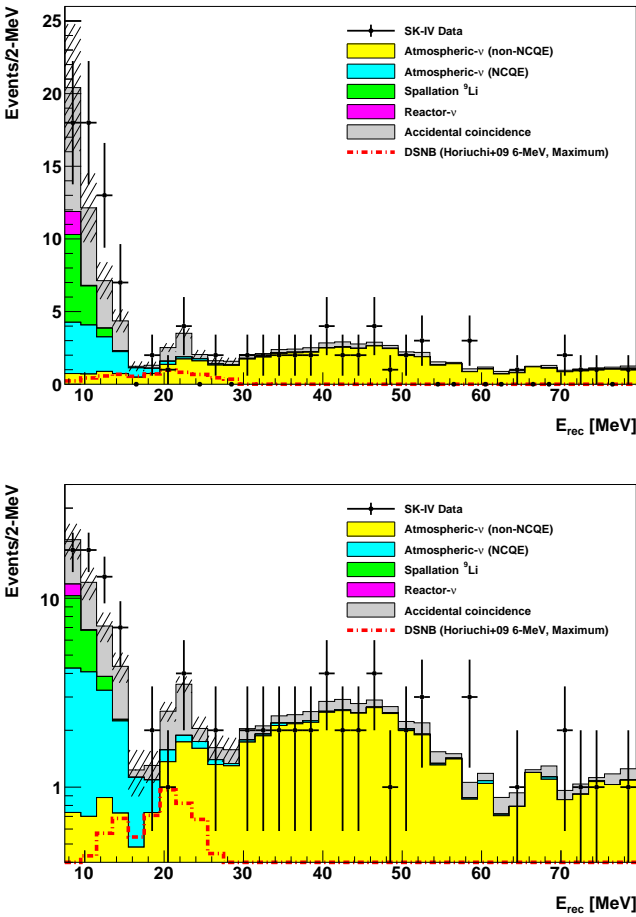 Events/2-MeV
25
20
15
10
5
0
SK-IV Data
Atmospheric-ν (non-NCQE)
Atmospheric-ν (NCQE)
Spallation ⁹Li
Reactor-ν
Accidental coincidence
DSNB (Horiuchi+09 6-MeV, Maximum)
10 20 30 40 50 60 70 80
E_rec [MeV]
Events/2-MeV
10
1
SK-IV Data
Atmospheric-ν (non-NCQE)
Atmospheric-ν (NCQE)
Spallation ⁹Li
Reactor-ν
Accidental coincidence
DSNB (Horiuchi+09 6-MeV, Maximum)
10 20 30 40 50 60 70 80
E_rec [MeV]